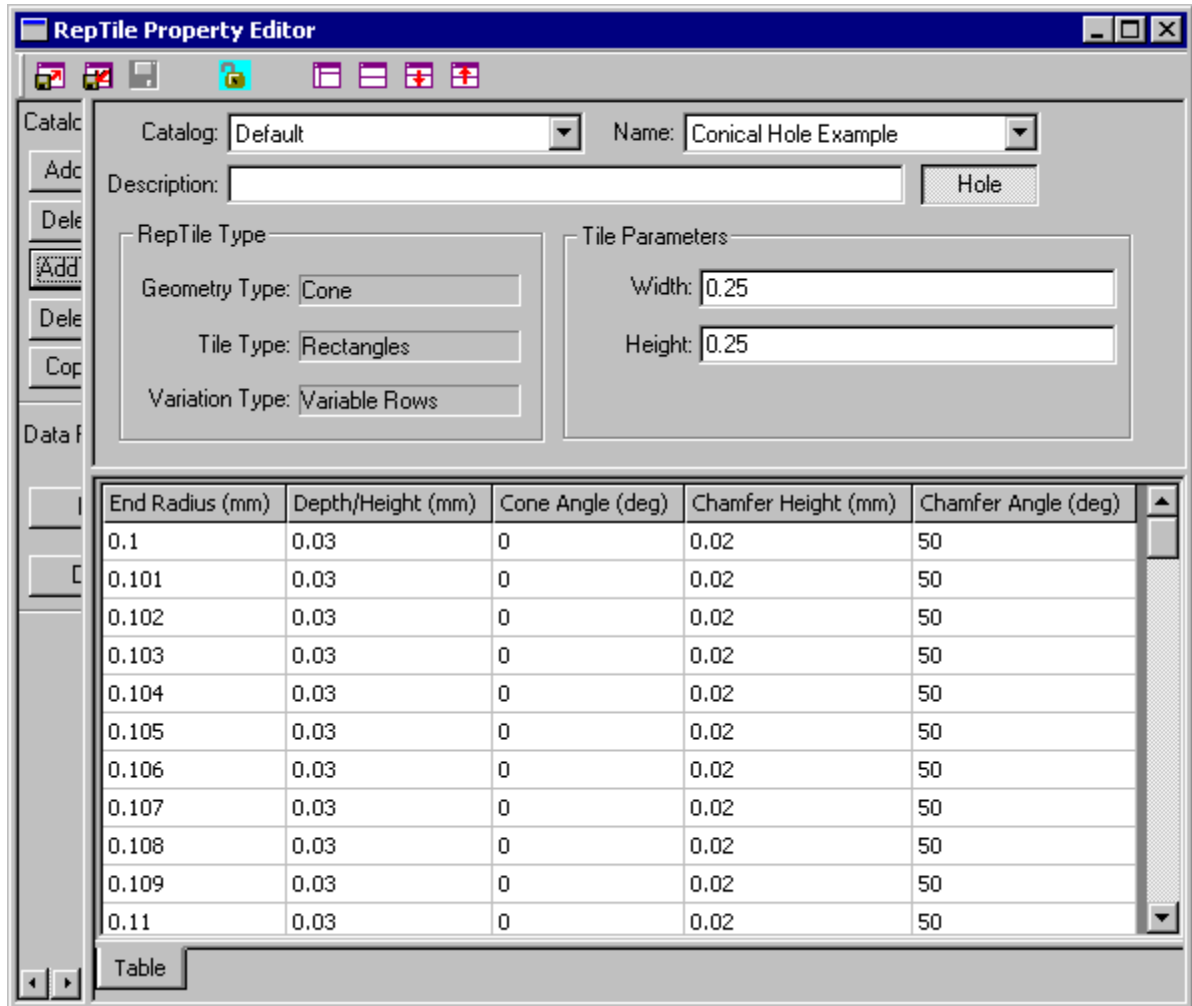 RepTile Property Editor
Catalog: Default Name: Conical Hole Example
Description: Hole
RepTile Type Tile Parameters
Geometry Type: Cone Width: 0.25
Tile Type: Rectangles Height: 0.25
Variation Type: Variable Rows
Add
Data
End Radius (mm) Depth/Height (mm) Cone Angle (deg) Chamfer Height (mm) Chamfer Angle (deg)
0.1 0.03 0 0.02 50
0.101 0.03 0 0.02 50
0.102 0.03 0 0.02 50
0.103 0.03 0 0.02 50
0.104 0.03 0 0.02 50
0.105 0.03 0 0.02 50
0.106 0.03 0 0.02 50
0.107 0.03 0 0.02 50
0.108 0.03 0 0.02 50
0.109 0.03 0 0.02 50
0.11 0.03 0 0.02 50
Table